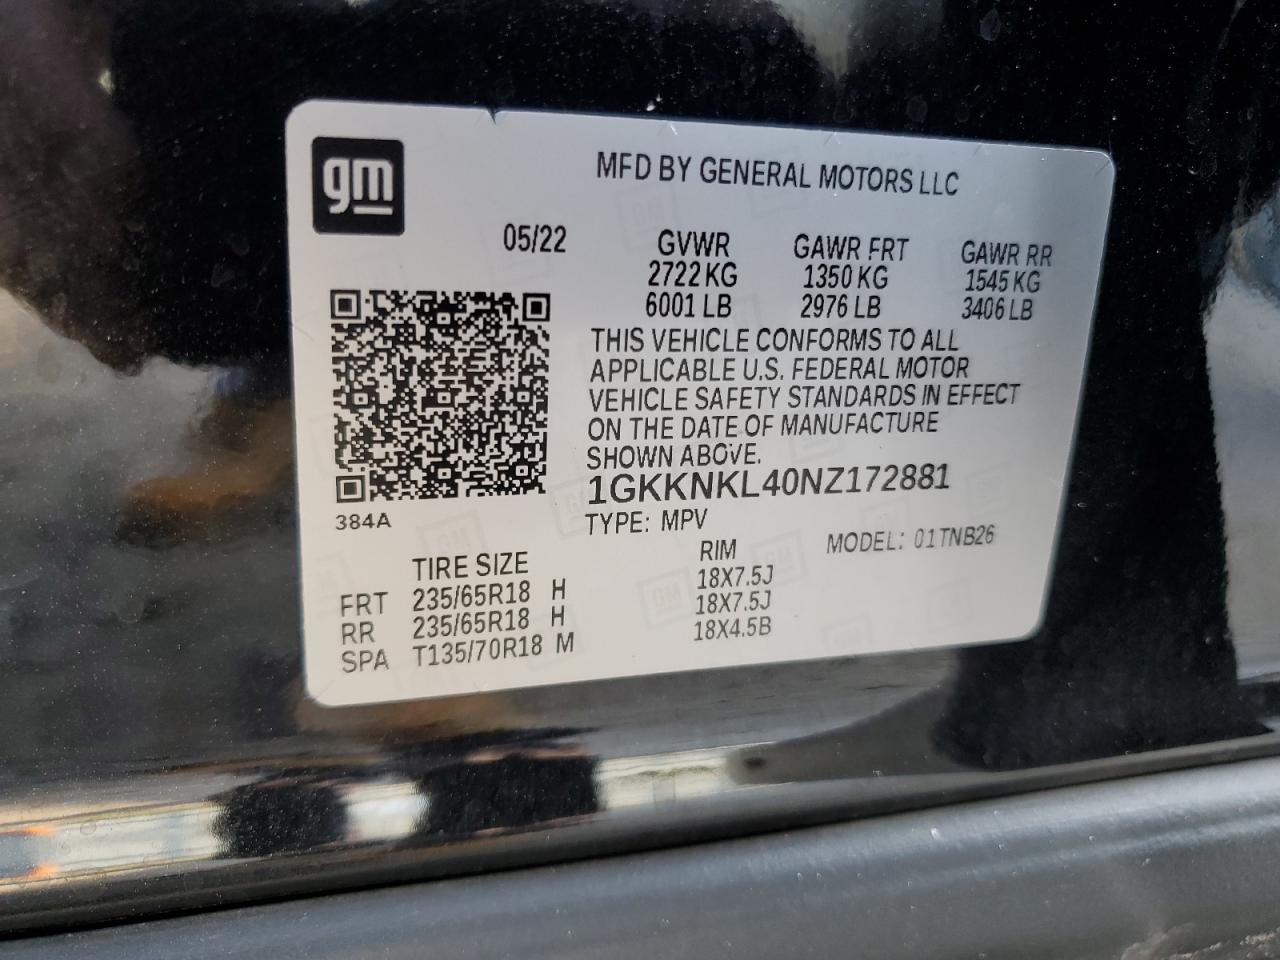 gm
MFD BY GENERAL MOTORS LLC
05/22 GVWR GAWR FRT GAWR RR
2722 KG 1350 KG 1545 KG
6001 LB 2976 LB 3406 LB
THIS VEHICLE CONFORMS TO ALL
APPLICABLE U.S. FEDERAL MOTOR
VEHICLE SAFETY STANDARDS IN EFFECT
ON THE DATE OF MANUFACTURE
SHOWN ABOVE.
1GKKNKL40NZ172881
384A
TYPE: MPV MODEL: 01TNB26
TIRE SIZE RIM
FRT 235/65R18 H 18X7.5J
RR 235/65R18 H 18X7.5J
SPA T135/70R18 M 18X4.5B